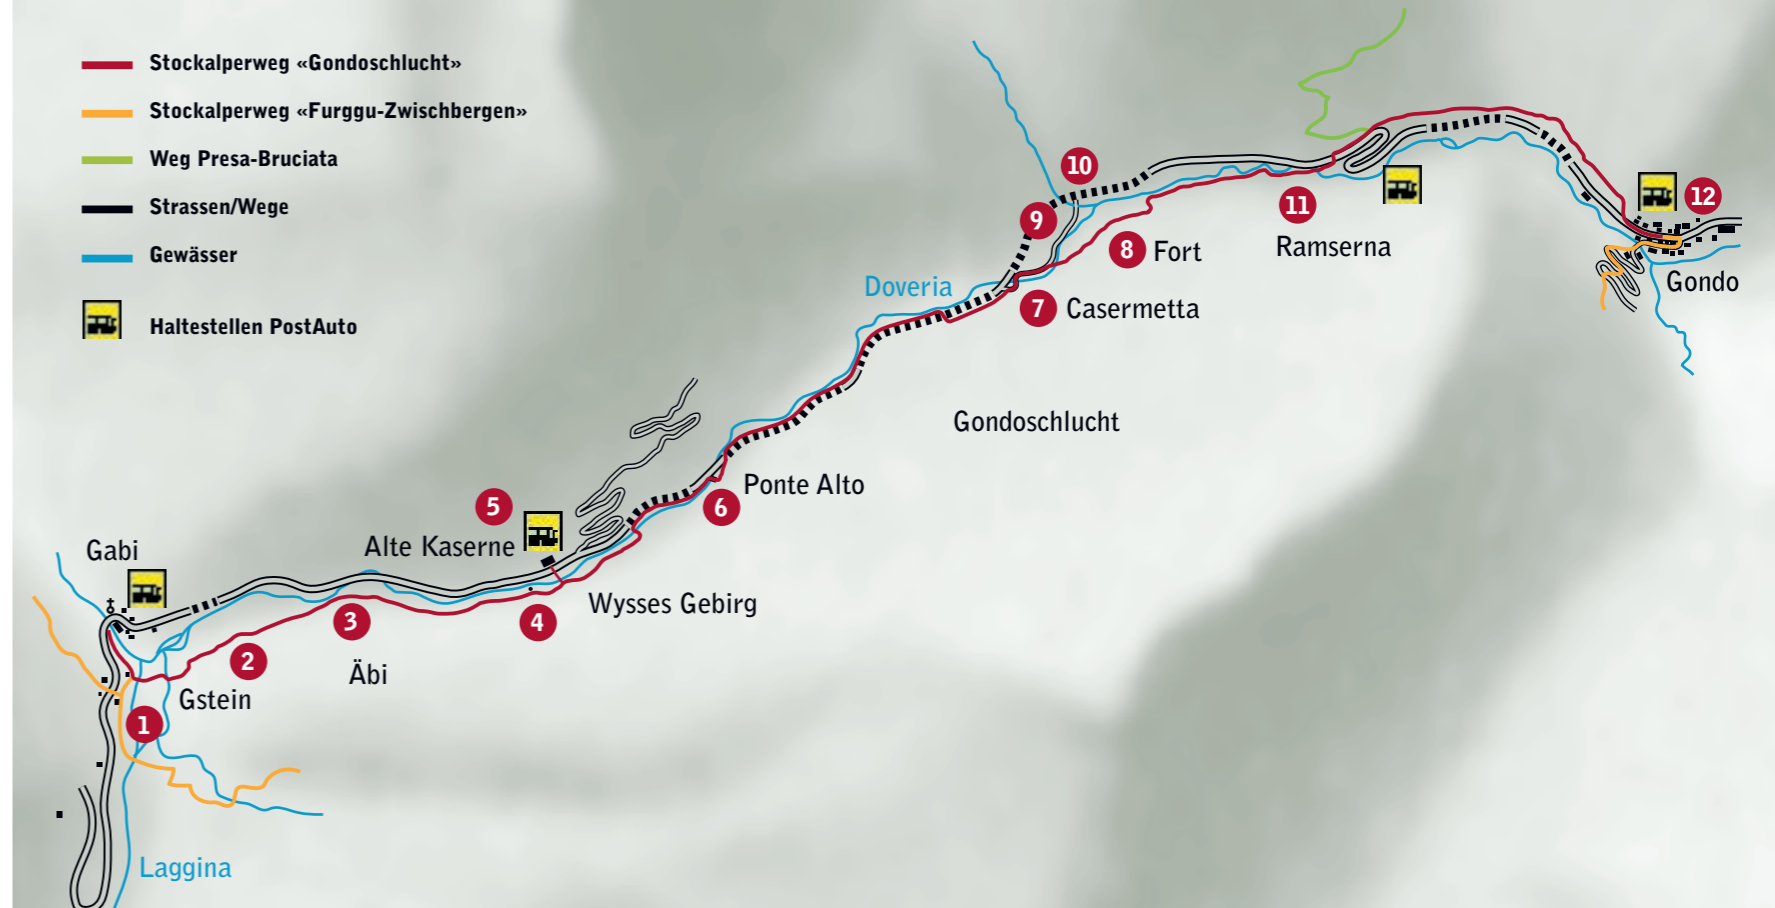 Stockalperweg «Gondoschlucht»
Stockalperweg «Furggu-Zwischbergen»
Weg Presa-Bruciata
Strassen/Wege
Gewässer
Haltestellen PostAuto
10
9
12
11
8 Fort
Ramserna
Gondo
Doveria
7 Casermetta
Gondoschlucht
Ponte Alto
6
5
Alte Kaserne
Gabi
Wysses Gebirg
4
3
2
Äbi
Gstein
1
Laggina